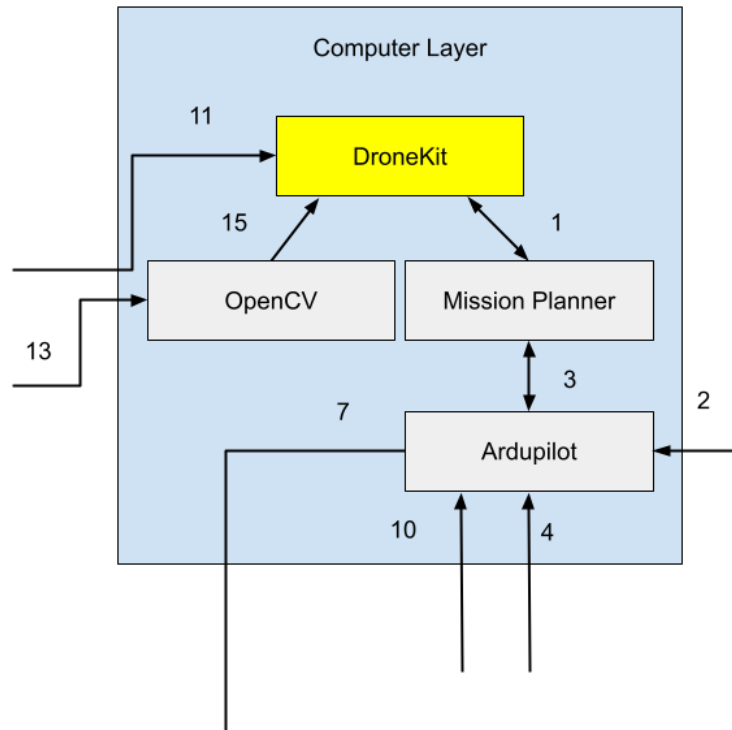 Computer Layer
11
DroneKit
15
1
OpenCV
Mission Planner
13
3
7
2
Ardupilot
10
4